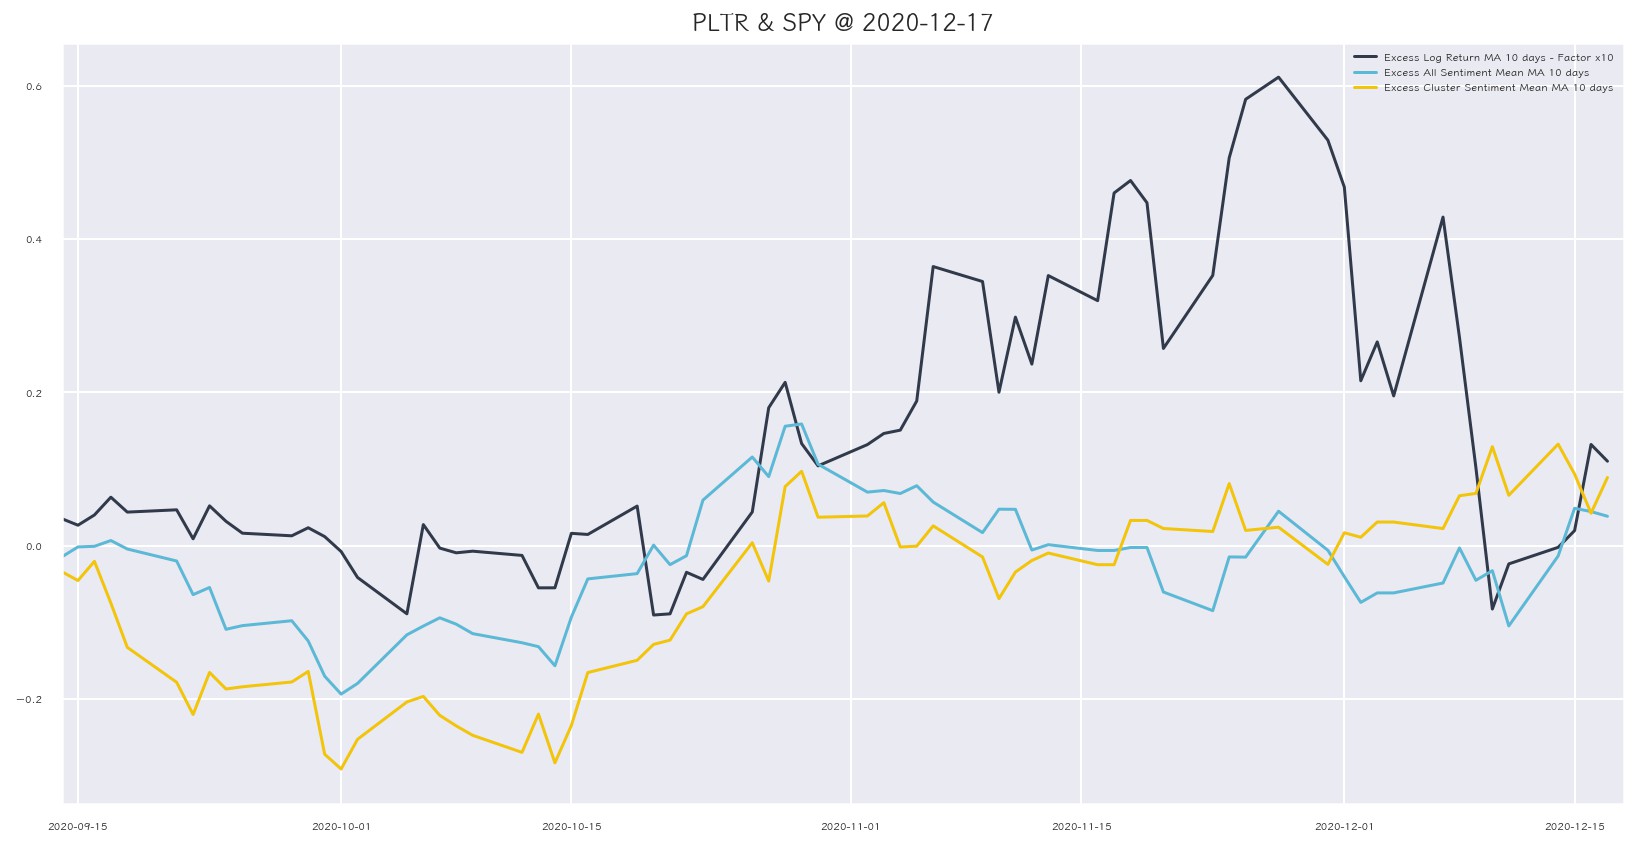 PLTR & SPY @ 2020-12-17
Excess Log Return MA 10 days - Factor x10
Excess All Sentiment Mean MA 10 days
Excess Cluster Sentiment Mean MA 10 days
0.6
0.4
0.2
0.0
−0.2
2020-09-15 2020-10-01 2020-10-15 2020-11-01 2020-11-15 2020-12-01 2020-12-15